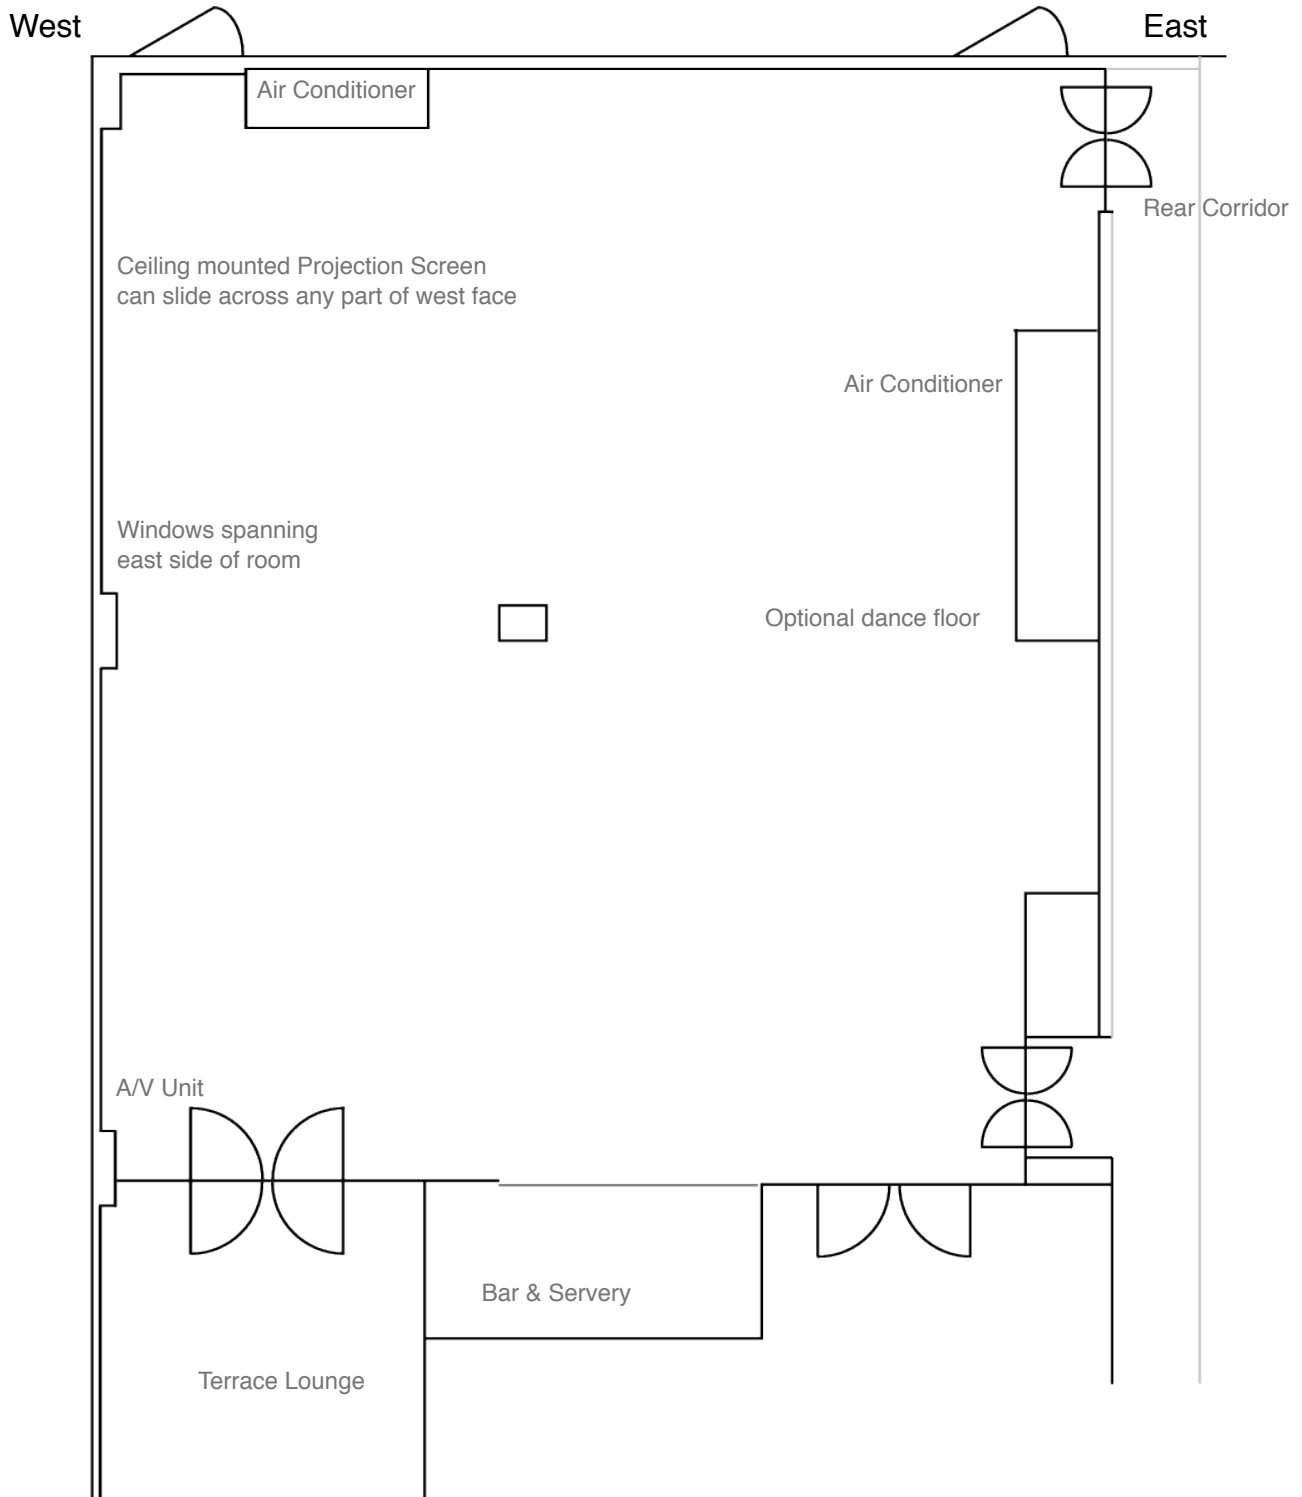 West
East
Air Conditioner
Rear Corridor
Ceiling mounted Projection Screen
can slide across any part of west face
Air Conditioner
Windows spanning
east side of room
Optional dance floor
A/V Unit
Bar & Servery
Terrace Lounge